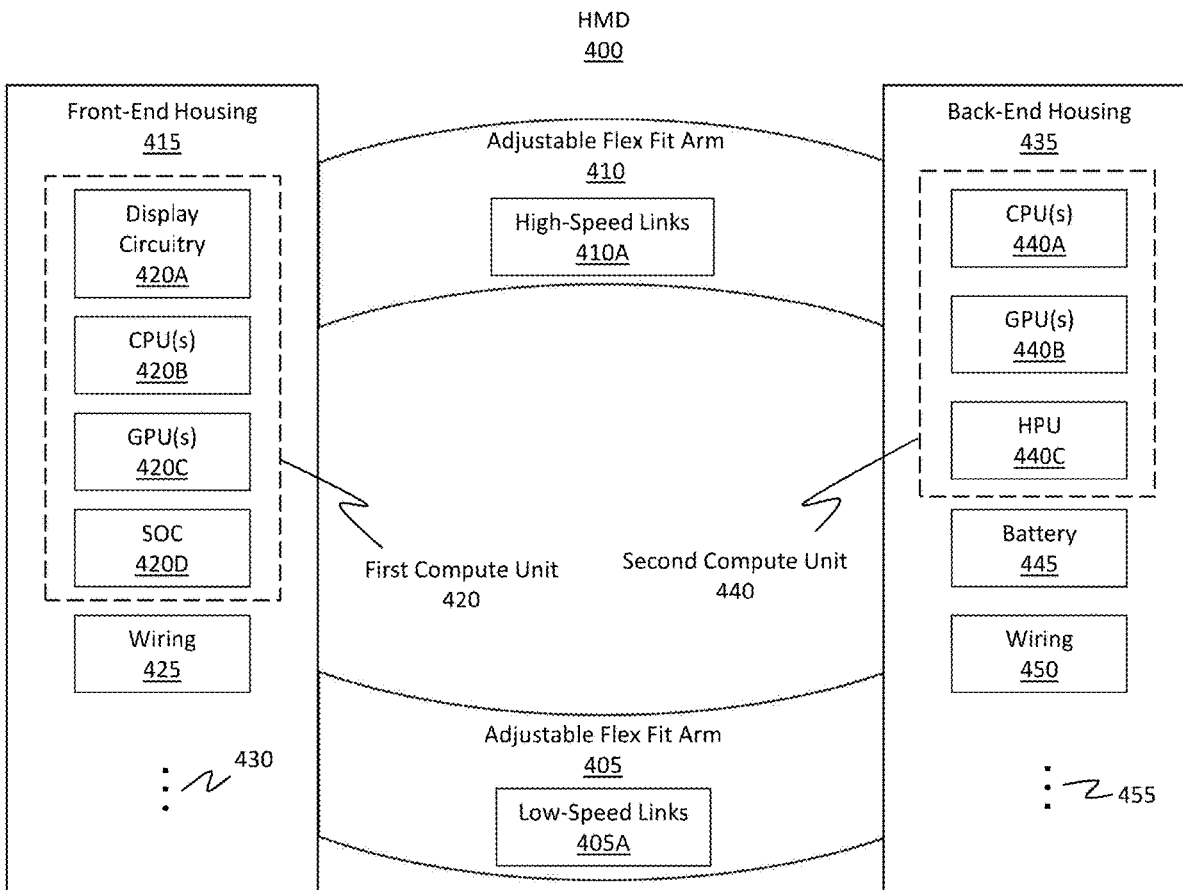 HMD
400
Front-End Housing
415
Display
Circuitry
420A
CPU(s)
420B
GPU(s)
420C
SOC
420D
Wiring
425
430
Adjustable Flex Fit Arm
410
High-Speed Links
410A
First Compute Unit
420
Second Compute Unit
440
Adjustable Flex Fit Arm
405
Low-Speed Links
405A
Back-End Housing
435
CPU(s)
440A
GPU(s)
440B
HPU
440C
Battery
445
Wiring
450
455